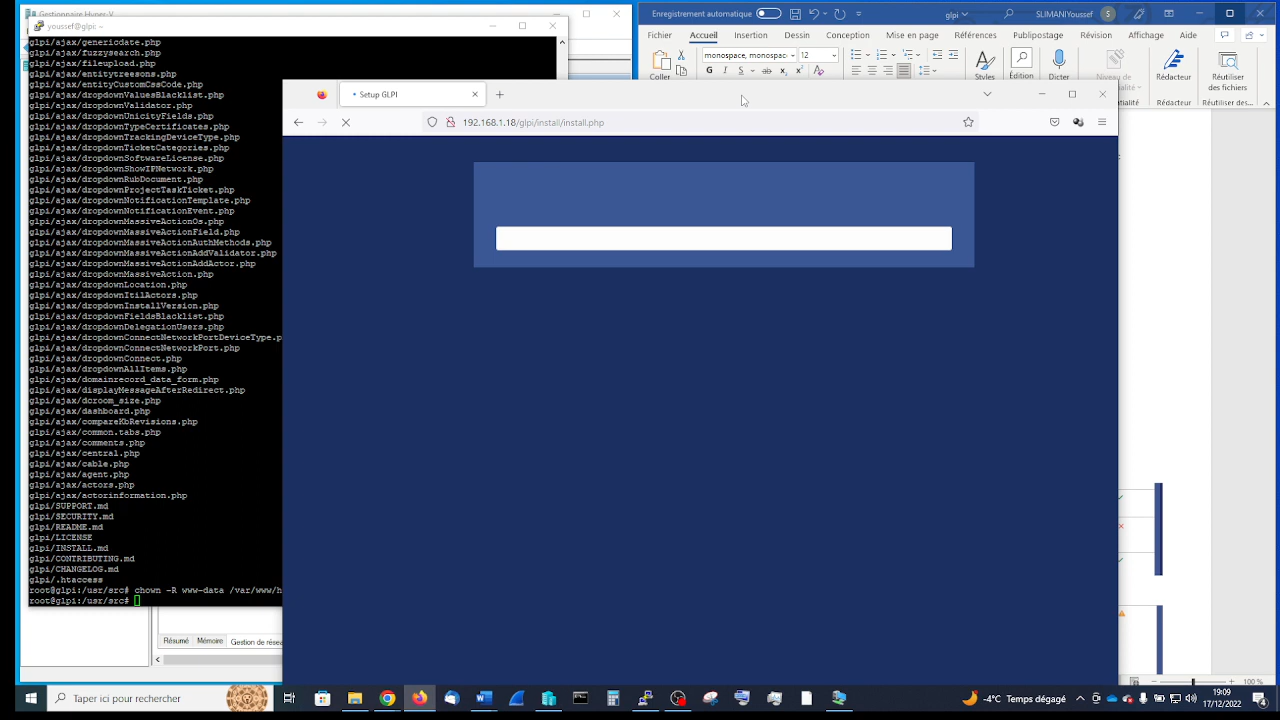 Gestionnaire Hyper-V
youssef@glpi: ~
glpi/ajax/genericdate.php
glpi/ajax/fuzzysearch.php
glpi/ajax/fileupload.php
glpi/ajax/entitytreesons.php
glpi/ajax/entityCustomCssCode.php
glpi/ajax/dropdownValuesBlacklist.php
glpi/ajax/dropdownValidator.php
glpi/ajax/dropdownUnicityFields.php
glpi/ajax/dropdownTypeCertificates.php
glpi/ajax/dropdownTrackingDeviceType.php
glpi/ajax/dropdownTicketCategories.php
glpi/ajax/dropdownSoftwareLicense.php
glpi/ajax/dropdownShowIPNetwork.php
glpi/ajax/dropdownRubDocument.php
glpi/ajax/dropdownProjectTaskTicket.php
glpi/ajax/dropdownNotificationTemplate.php
glpi/ajax/dropdownNotificationEvent.php
glpi/ajax/dropdownMassiveActionOs.php
glpi/ajax/dropdownMassiveActionField.php
glpi/ajax/dropdownMassiveActionAuthMethods.php
glpi/ajax/dropdownMassiveActionAddValidator.php
glpi/ajax/dropdownMassiveActionAddActor.php
glpi/ajax/dropdownMassiveAction.php
glpi/ajax/dropdownLocation.php
glpi/ajax/dropdownItilActors.php
glpi/ajax/dropdownInstallVersion.php
glpi/ajax/dropdownFieldsBlacklist.php
glpi/ajax/dropdownDelegationUsers.php
glpi/ajax/dropdownConnectNetworkPortDeviceType.p
glpi/ajax/dropdownConnectNetworkPort.php
glpi/ajax/dropdownConnect.php
glpi/ajax/dropdownAllItems.php
glpi/ajax/domainrecord_data_form.php
glpi/ajax/displayMessageAfterRedirect.php
glpi/ajax/dcroom_size.php
glpi/ajax/dashboard.php
glpi/ajax/compareKbRevisions.php
glpi/ajax/common.tabs.php
glpi/ajax/comments.php
glpi/ajax/central.php
glpi/ajax/cable.php
glpi/ajax/agent.php
glpi/ajax/actors.php
glpi/ajax/actorinformation.php
glpi/SUPPORT.md
glpi/SECURITY.md
glpi/README.md
glpi/LICENSE
glpi/INSTALL.md
glpi/CONTRIBUTING.md
glpi/CHANGELOG.md
glpi/.htaccess
root@glpi:/usr/src# chown -R www-data /var/www/h
root@glpi:/usr/src#
Résumé Mémoire Gestion de résea
Enregistrement automatique glpi SLIMANIYoussef S
Fichier Accueil Références Publipostage Révision Affichage Aide
monospac, monospac 12
Coller G I S
Styles Édition Dicter Rédacteur
Réutiliser
des fichiers
Rédacteur Réutiliser des...
Setup GLPI
192.168.1.18/glpi/install/install.php
100 %
Taper ici pour rechercher
-4°C Temps dégagé
19:09
17/12/2022
4